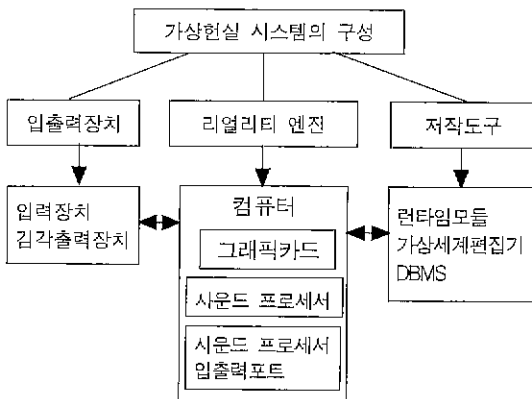 가상현실 시스템의 구성
입출력장치
리얼리티 엔진
저작도구
입력장치
김각출력장치
컴퓨터
그래픽카드
사운드 프로세서
사운드 프로세서
입출력포트
런타임모듈
가상세계편집기
DBMS